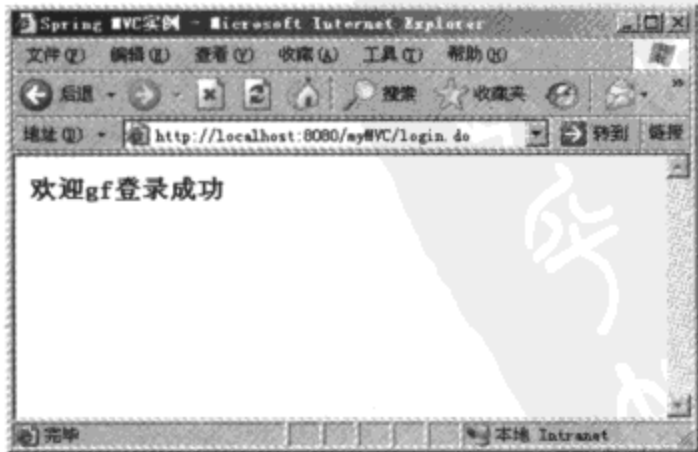 Spring MVC实例 - Microsoft Internet Explorer
文件(F) 编辑(E) 查看(V) 收藏(A) 工具(T) 帮助(H)
后退 搜索 收藏夹 »
地址(D) http://localhost:8080/myMVC/login.do 转到 链接
欢迎gf登录成功
完毕 本地 Intranet